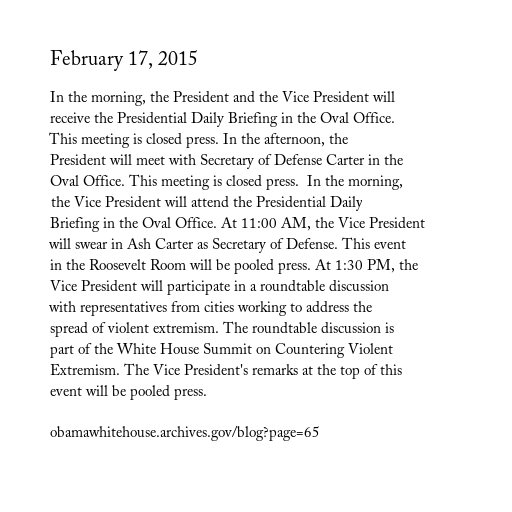 February 17, 2015
In the morning, the President and the Vice President will
receive the Presidential Daily Briefing in the Oval Office.
This meeting is closed press. In the afternoon, the
President will meet with Secretary of Defense Carter in the
Oval Office. This meeting is closed press.  In the morning,
the Vice President will attend the Presidential Daily
Briefing in the Oval Office. At 11:00 AM, the Vice President
will swear in Ash Carter as Secretary of Defense. This event
in the Roosevelt Room will be pooled press. At 1:30 PM, the
Vice President will participate in a roundtable discussion
with representatives from cities working to address the
spread of violent extremism. The roundtable discussion is
part of the White House Summit on Countering Violent
Extremism. The Vice President's remarks at the top of this
event will be pooled press.
obamawhitehouse.archives.gov/blog?page=65